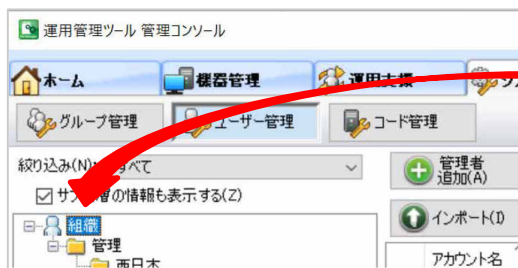 運用管理ツール 管理コンソール
ホーム
機器管理
運用支援
グループ管理
ユーザー管理
コード管理
絞り込み(N):
すべて
管理者
追加(A)
の情報も表示する(Z)
インポート(I)
組織
管理
西日本
アカウント名